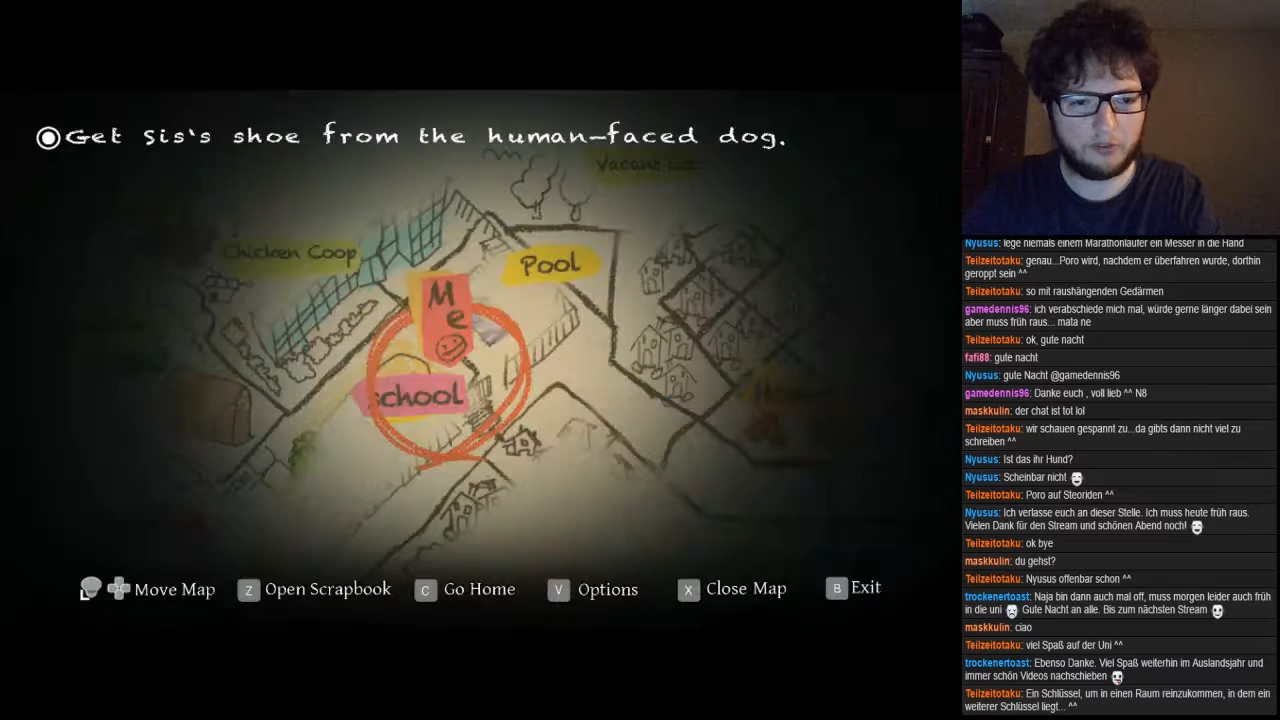 Get Sis's shoe from the human-faced dog.
Vacant
Chicken Coop
Pool
Me
School
Move Map
Z Open Scrapbook
C Go Home
V Options
X Close Map
B Exit
Nyusus: lege niemals einem Marathonläufer ein Messer in die Hand
Teilzeitotaku: genau...Poro wird, nachdem er überfahren wurde, dorthin
geroppt sein ^^
Teilzeitotaku: so mit raushängenden Gedärmen
gamedennis96: ich verabschiede mich mal, würde gerne länger dabei sein
aber muss früh raus... mata ne
Teilzeitotaku: ok, gute nacht
fafi88: gute nacht
Nyusus: gute Nacht @gamedennis96
gamedennis96: Danke euch , voll lieb ^^ N8
maskkulin: der chat ist tot lol
Teilzeitotaku: wir schauen gespannt zu...da gibts dann nicht viel zu
schreiben ^^
Nyusus: Ist das ihr Hund?
Nyusus: Scheinbar nicht
Teilzeitotaku: Poro auf Steoriden ^^
Nyusus: Ich verlasse euch an dieser Stelle. Ich muss heute früh raus.
Vielen Dank für den Stream und schönen Abend noch!
Teilzeitotaku: ok bye
maskkulin: du gehst?
Teilzeitotaku: Nyusus offenbar schon ^^
trockenertoast: Naja bin dann auch mal off, muss morgen leider auch früh
in die uni Gute Nacht an alle. Bis zum nächsten Stream
maskkulin: ciao
Teilzeitotaku: viel Spaß auf der Uni ^^
trockenertoast: Ebenso Danke. Viel Spaß weiterhin im Auslandsjahr und
immer schön Videos nachschieben
Teilzeitotaku: Ein Schlüssel, um in einen Raum reinzukommen, in dem ein
weiterer Schlüssel liegt... ^^